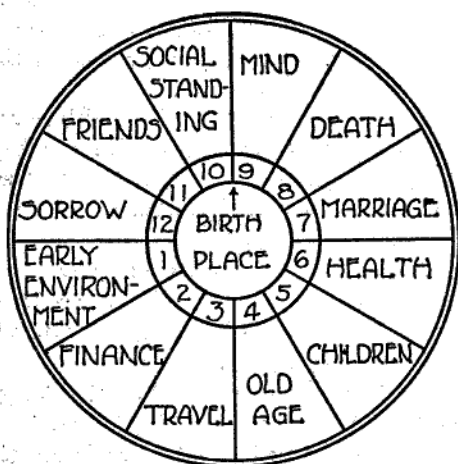 SOCIAL
STAND-
ING
MIND
FRIENDS
DEATH
SORROW
MARRIAGE
EARLY
ENVIRON-
MENT
HEALTH
FINANCE
CHILDREN
TRAVEL
OLD
AGE
10
9
11
8
12
7
1
6
2
5
3
4
BIRTH
PLACE